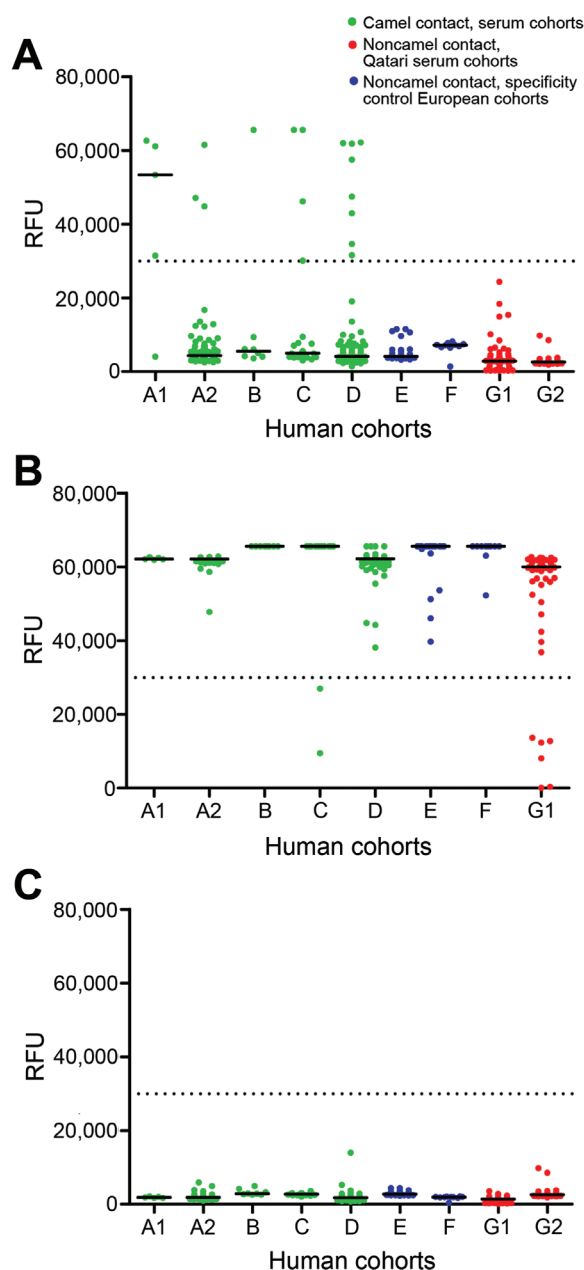 Camel contact, serum cohorts
Noncamel contact,
Qatari serum cohorts
Noncamel contact, specificity
control European cohorts
A
80,000
60,000
40,000
20,000
0
RFU
A1 A2 B C D E F G1 G2
Human cohorts
B
80,000
60,000
40,000
20,000
0
RFU
A1 A2 B C D E F G1
Human cohorts
C
80,000
60,000
40,000
20,000
0
RFU
A1 A2 B C D E F G1 G2
Human cohorts